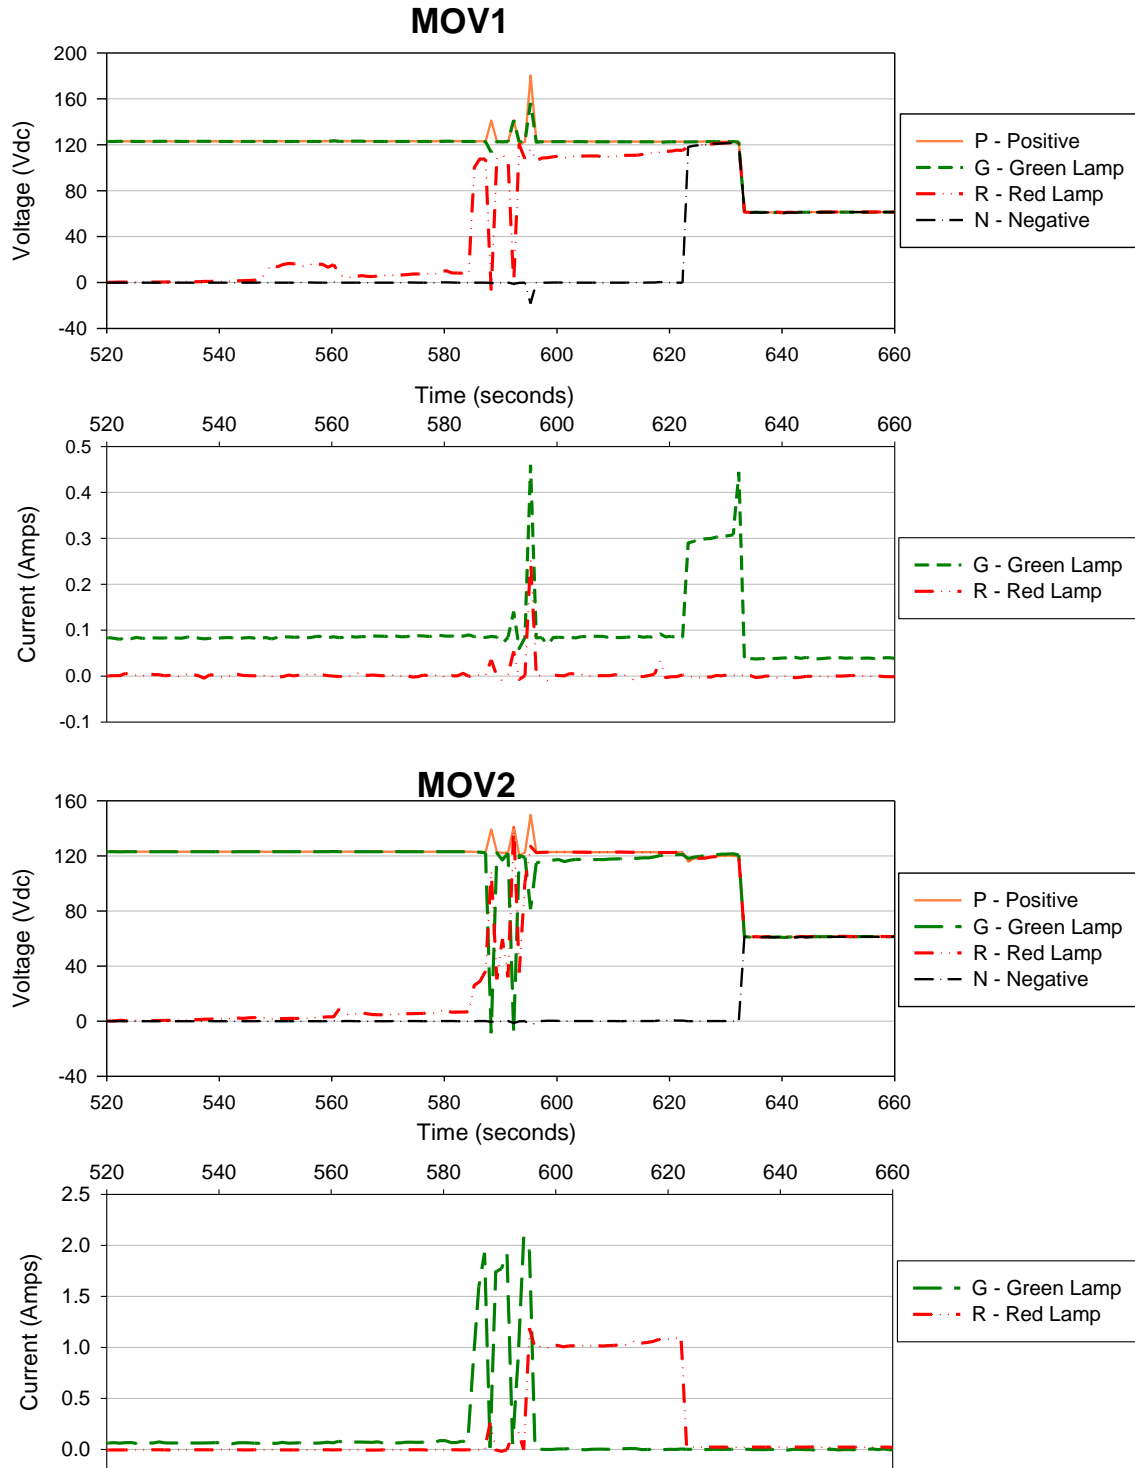 MOV1
200
160
120
80
40
0
-40
Voltage (Vdc)
520 540 560 580 600 620 640 660
Time (seconds)
P - Positive
G - Green Lamp
R - Red Lamp
N - Negative
520 540 560 580 600 620 640 660
0.5
0.4
0.3
0.2
0.1
0.0
-0.1
Current (Amps)
G - Green Lamp
R - Red Lamp
MOV2
160
120
80
40
0
-40
Voltage (Vdc)
520 540 560 580 600 620 640 660
Time (seconds)
P - Positive
G - Green Lamp
R - Red Lamp
N - Negative
520 540 560 580 600 620 640 660
2.5
2.0
1.5
1.0
0.5
0.0
Current (Amps)
G - Green Lamp
R - Red Lamp